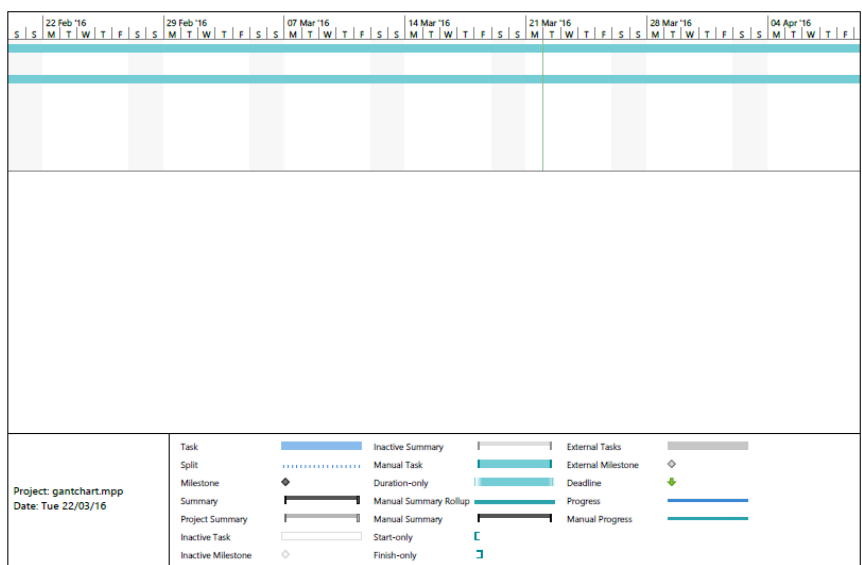 22 Feb '16 29 Feb '16 07 Mar '16 14 Mar '16 21 Mar '16 28 Mar '16 04 Apr '16
S S M T W T F S S M T W T F S S M T W T F S S M T W T F S S M T W T F S S M T W T F S S M T W T F
Task Inactive Summary External Tasks
Split Manual Task External Milestone
Milestone Duration-only Deadline
Project: gantchart.mpp Summary Manual Summary Rollup Progress
Date: Tue 22/03/16 Project Summary Manual Summary Manual Progress
Inactive Task Start-only
Inactive Milestone Finish-only